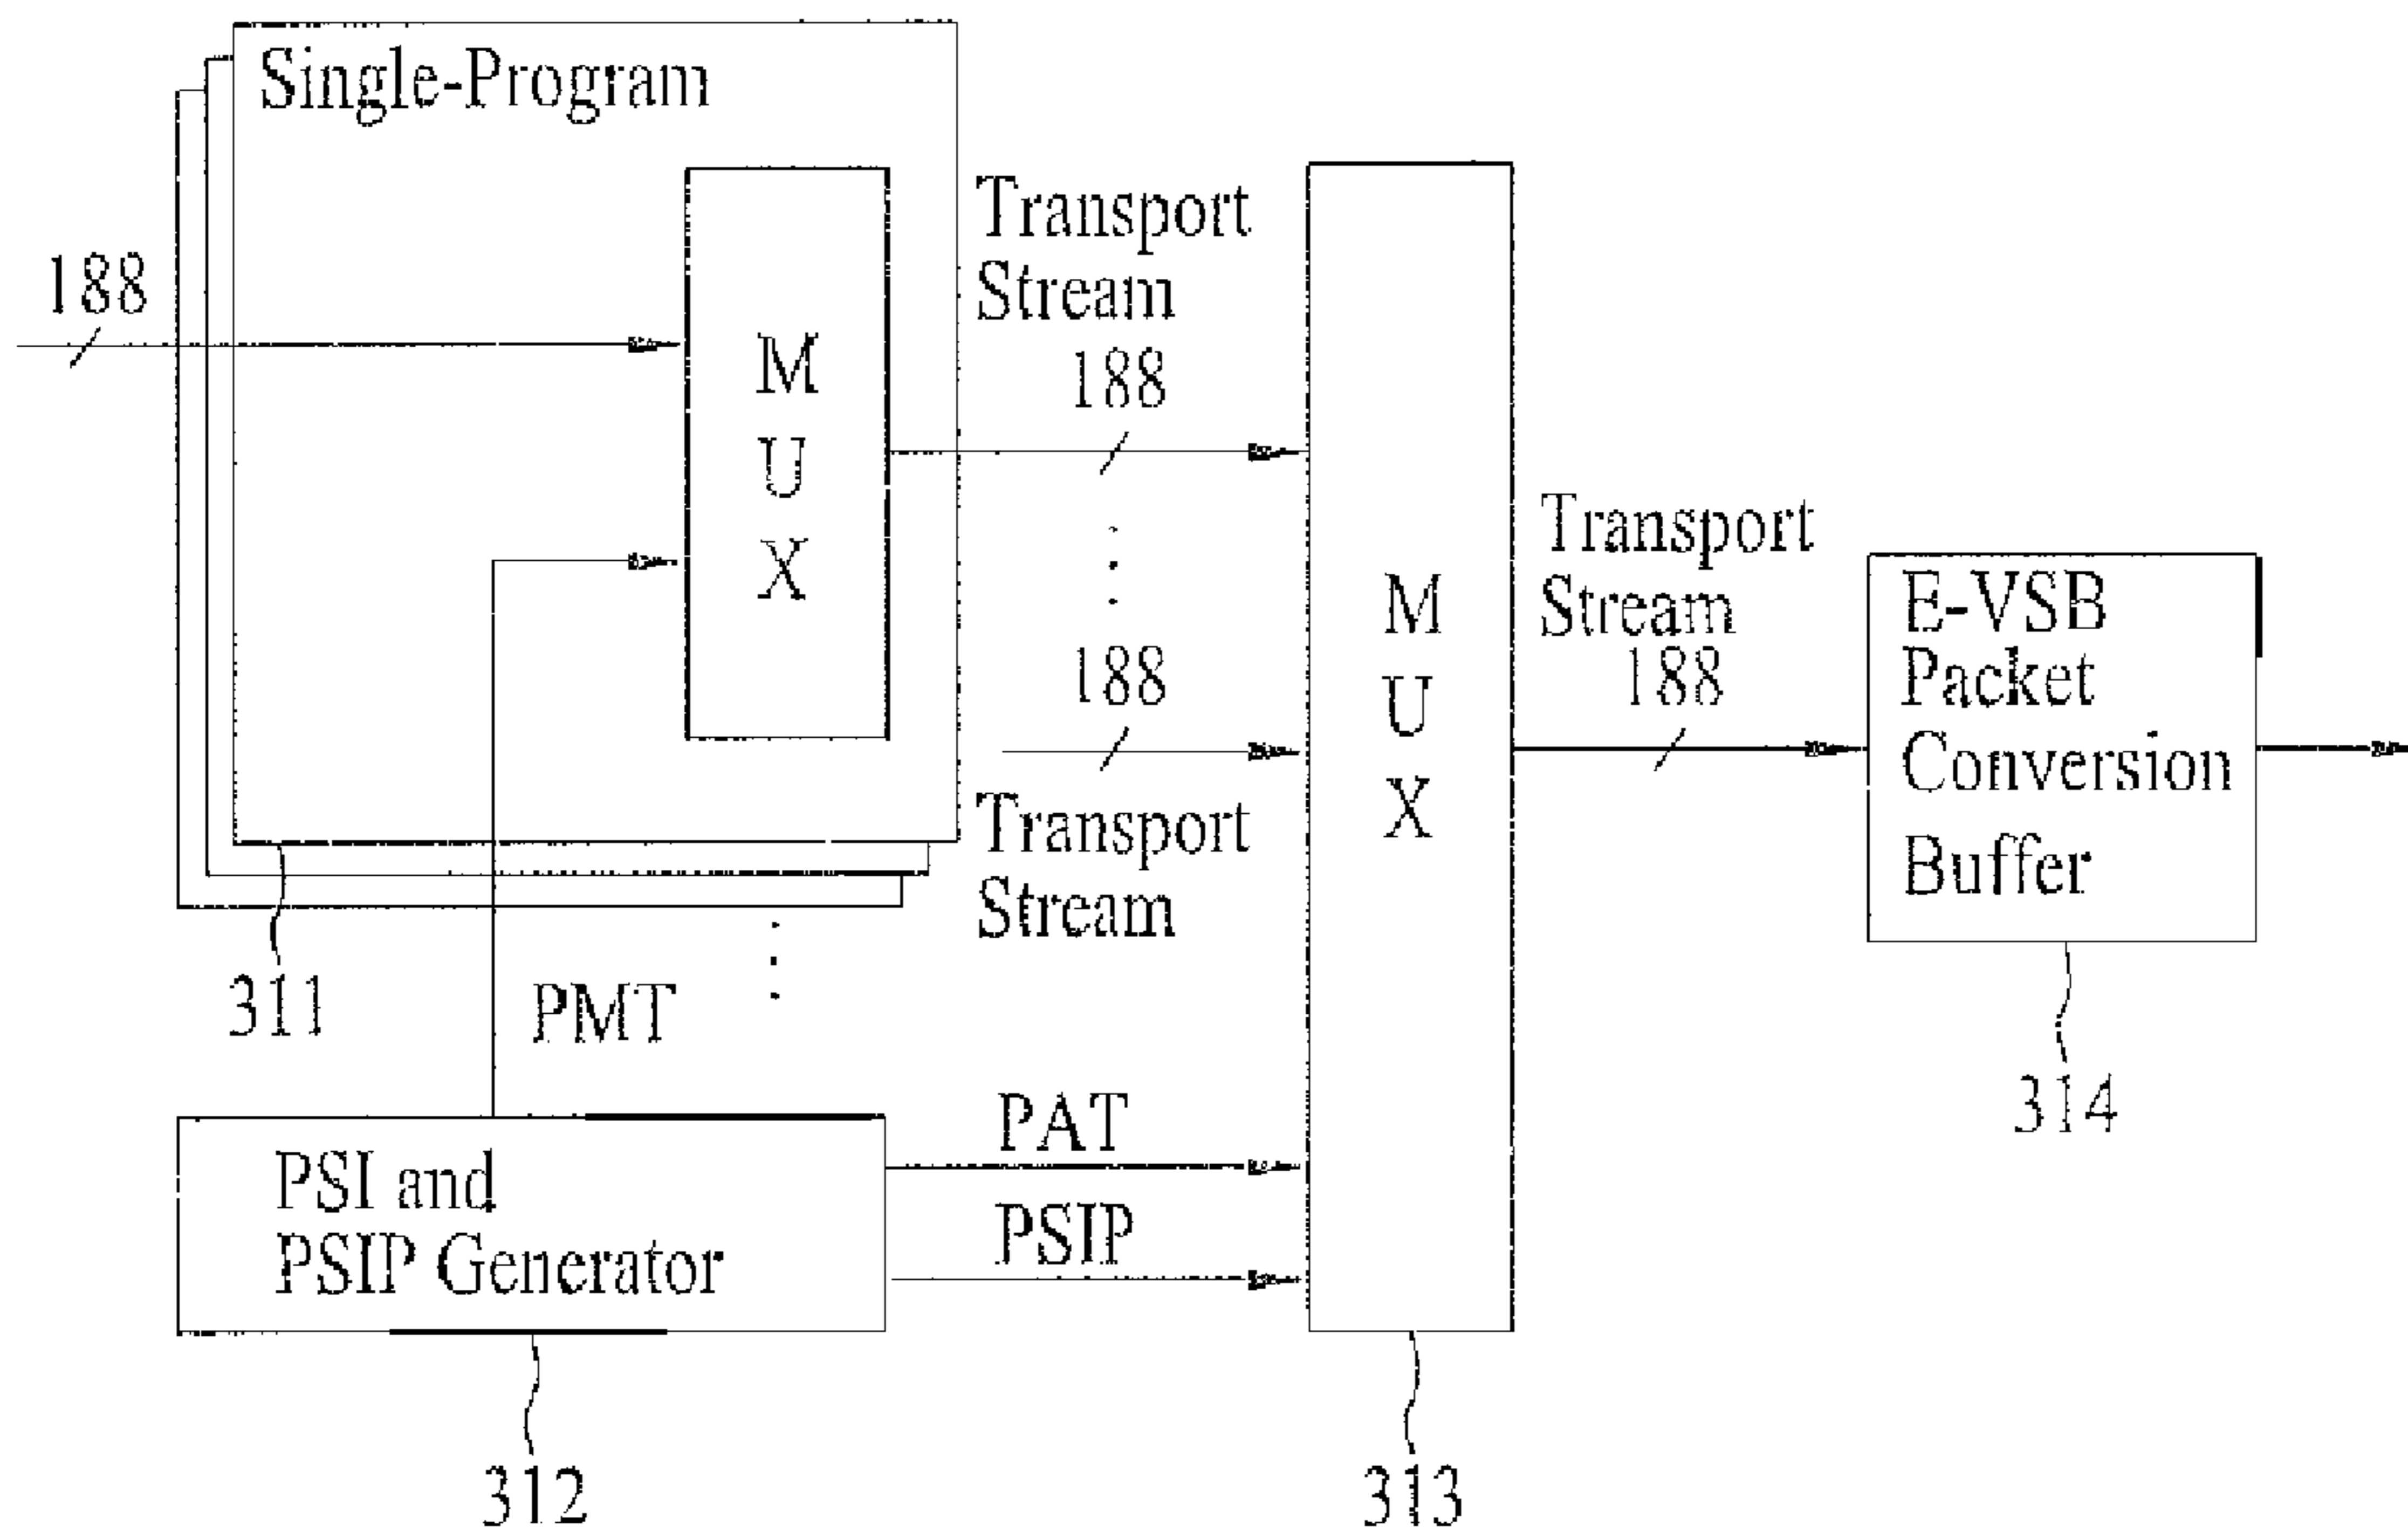 Single-Program
188
M
U
X
Transport
Stream
188
188
Transport
Stream
311
PMT
PSI and
PSIP Generator
312
PAT
PSIP
M
U
X
313
Transport
Stream
188
E-VSB
Packet
Conversion
Buffer
314